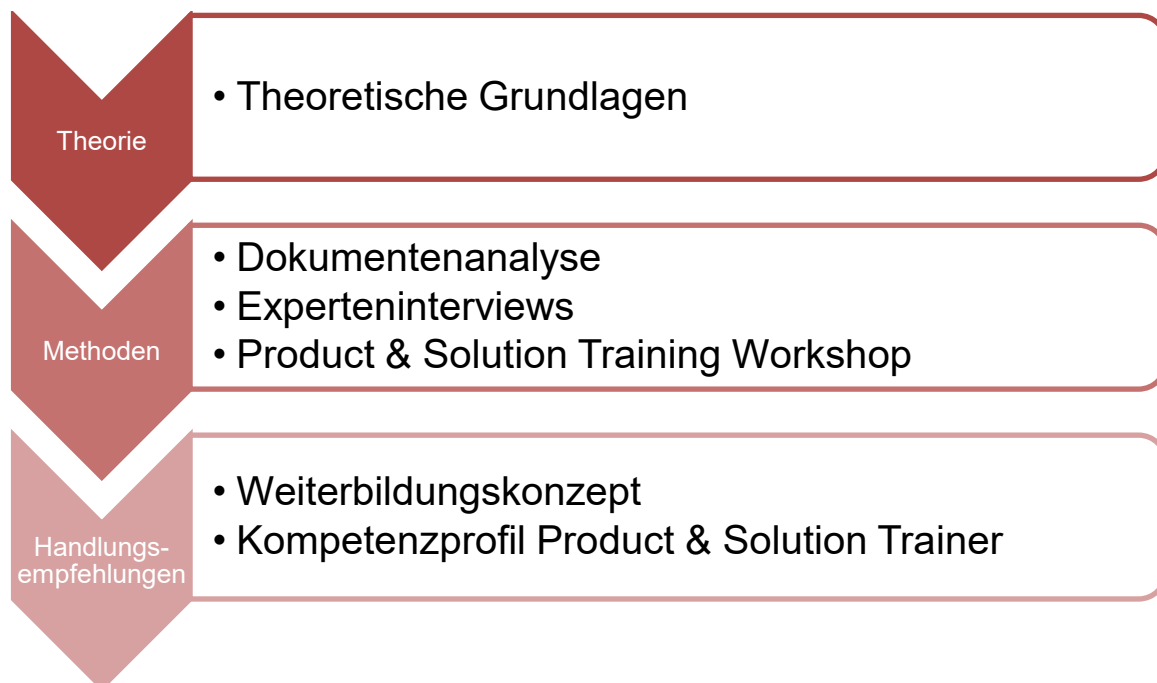 Theorie
• Theoretische Grundlagen
Methoden
• Dokumentenanalyse
• Experteninterviews
• Product & Solution Training Workshop
Handlungs-
empfehlungen
• Weiterbildungskonzept
• Kompetenzprofil Product & Solution Trainer